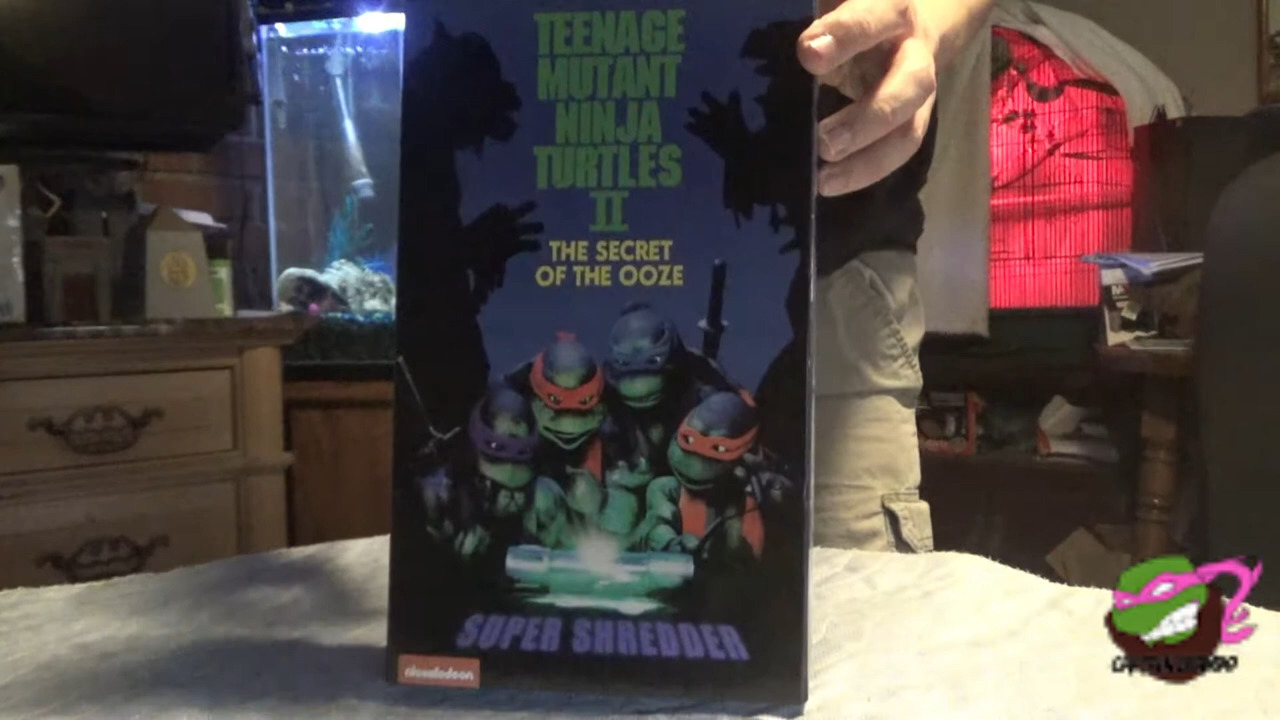 TEENAGE
MUTANT
NINJA
TURTLES
II
THE SECRET
OF THE OOZE
SUPER SHREDDER
nickelodeon